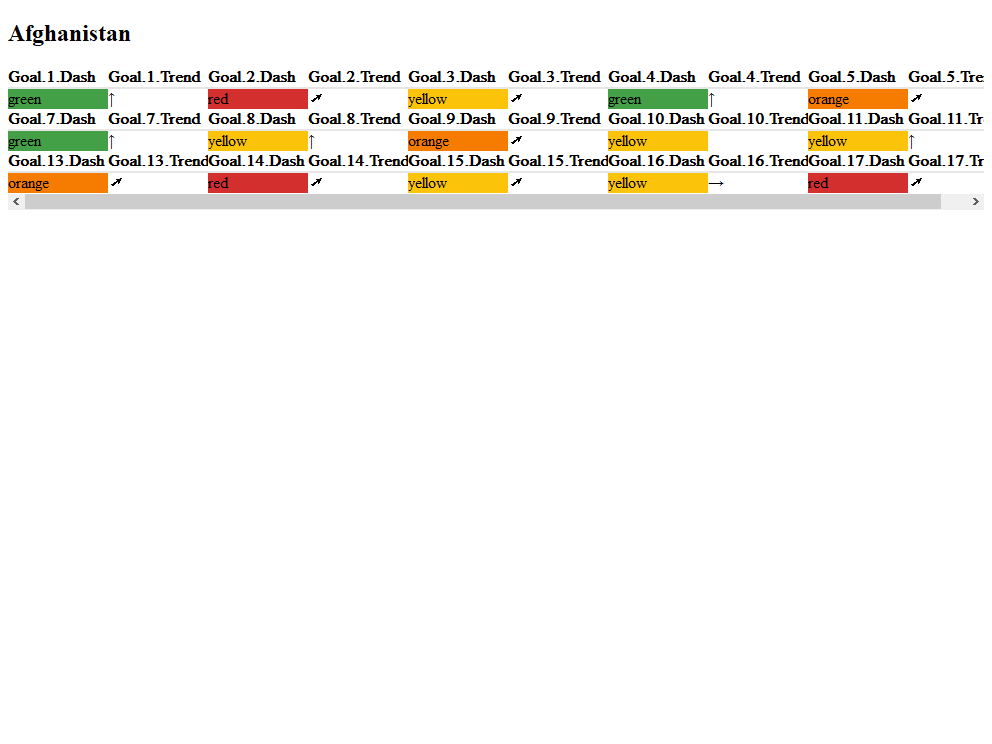 Afghanistan
Goal.1.Dash Goal.1.Trend Goal.2.Dash Goal.2.Trend Goal.3.Dash Goal.3.Trend Goal.4.Dash Goal.4.Trend Goal.5.Dash Goal.5.Tre
green ↑ red ➚ yellow ➚ green ↑ orange ➚
Goal.7.Dash Goal.7.Trend Goal.8.Dash Goal.8.Trend Goal.9.Dash Goal.9.Trend Goal.10.Dash Goal.10.Trend Goal.11.Dash Goal.11.Tr
green ↑ yellow ↑ orange ➚ yellow yellow ↑
Goal.13.Dash Goal.13.Trend Goal.14.Dash Goal.14.Trend Goal.15.Dash Goal.15.Trend Goal.16.Dash Goal.16.Trend Goal.17.Dash Goal.17.T
orange ➚ red ➚ yellow ➚ yellow → red ➚